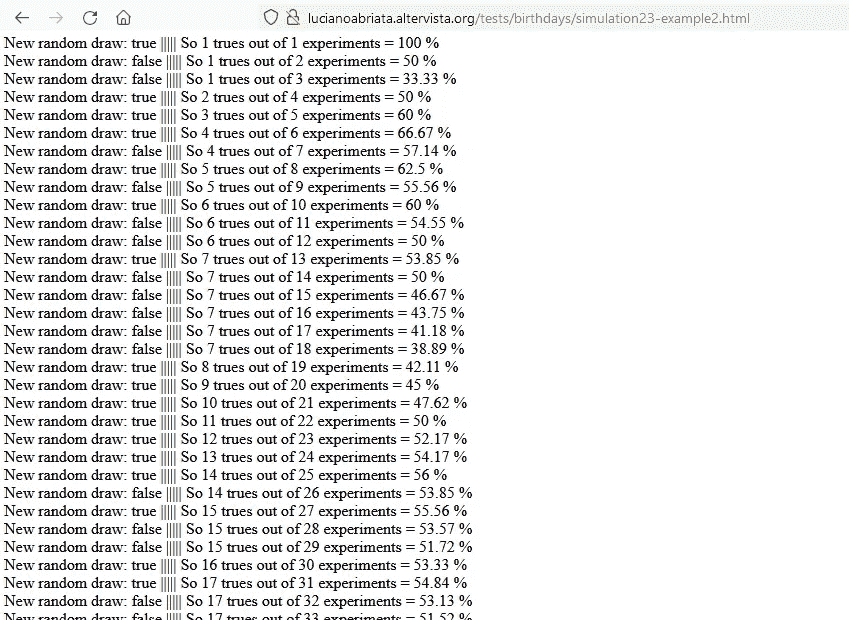 lucianoabriata.altervista.org/tests/birthdays/simulation23-example2.html
New random draw: true ||||| So 1 trues out of 1 experiments = 100 %
New random draw: false ||||| So 1 trues out of 2 experiments = 50 %
New random draw: false ||||| So 1 trues out of 3 experiments = 33.33 %
New random draw: true ||||| So 2 trues out of 4 experiments = 50 %
New random draw: true ||||| So 3 trues out of 5 experiments = 60 %
New random draw: true ||||| So 4 trues out of 6 experiments = 66.67 %
New random draw: false ||||| So 4 trues out of 7 experiments = 57.14 %
New random draw: true ||||| So 5 trues out of 8 experiments = 62.5 %
New random draw: false ||||| So 5 trues out of 9 experiments = 55.56 %
New random draw: true ||||| So 6 trues out of 10 experiments = 60 %
New random draw: false ||||| So 6 trues out of 11 experiments = 54.55 %
New random draw: false ||||| So 6 trues out of 12 experiments = 50 %
New random draw: true ||||| So 7 trues out of 13 experiments = 53.85 %
New random draw: false ||||| So 7 trues out of 14 experiments = 50 %
New random draw: false ||||| So 7 trues out of 15 experiments = 46.67 %
New random draw: false ||||| So 7 trues out of 16 experiments = 43.75 %
New random draw: false ||||| So 7 trues out of 17 experiments = 41.18 %
New random draw: false ||||| So 7 trues out of 18 experiments = 38.89 %
New random draw: true ||||| So 8 trues out of 19 experiments = 42.11 %
New random draw: true ||||| So 9 trues out of 20 experiments = 45 %
New random draw: true ||||| So 10 trues out of 21 experiments = 47.62 %
New random draw: true ||||| So 11 trues out of 22 experiments = 50 %
New random draw: true ||||| So 12 trues out of 23 experiments = 52.17 %
New random draw: true ||||| So 13 trues out of 24 experiments = 54.17 %
New random draw: true ||||| So 14 trues out of 25 experiments = 56 %
New random draw: false ||||| So 14 trues out of 26 experiments = 53.85 %
New random draw: true ||||| So 15 trues out of 27 experiments = 55.56 %
New random draw: false ||||| So 15 trues out of 28 experiments = 53.57 %
New random draw: false ||||| So 15 trues out of 29 experiments = 51.72 %
New random draw: true ||||| So 16 trues out of 30 experiments = 53.33 %
New random draw: true ||||| So 17 trues out of 31 experiments = 54.84 %
New random draw: false ||||| So 17 trues out of 32 experiments = 53.13 %
New random draw: false ||||| So 17 trues out of 33 experiments = 51.52 %